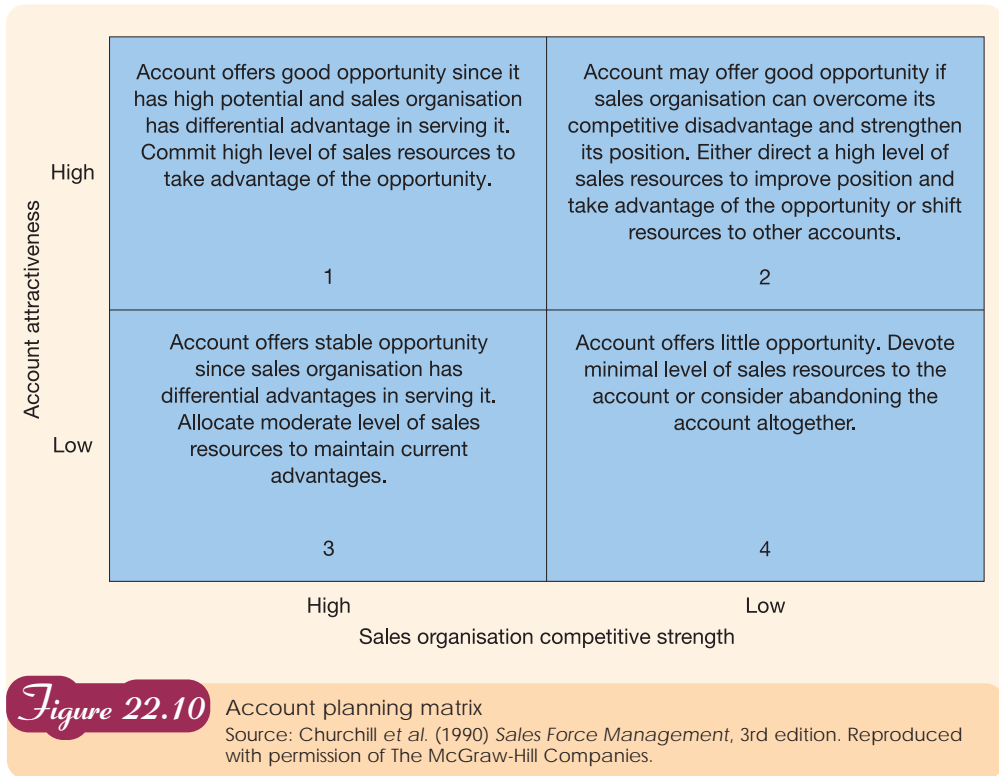 Account attractiveness
High
Account offers good opportunity since it
has high potential and sales organisation
has differential advantage in serving it.
Commit high level of sales resources to
take advantage of the opportunity.
1
Account may offer good opportunity if
sales organisation can overcome its
competitive disadvantage and strengthen
its position. Either direct a high level of
sales resources to improve position and
take advantage of the opportunity or shift
resources to other accounts.
2
Low
Account offers stable opportunity
since sales organisation has
differential advantages in serving it.
Allocate moderate level of sales
resources to maintain current
advantages.
3
Account offers little opportunity. Devote
minimal level of sales resources to the
account or consider abandoning the
account altogether.
4
High
Low
Sales organisation competitive strength
Figure 22.10
Account planning matrix
Source: Churchill et al. (1990) Sales Force Management, 3rd edition. Reproduced
with permission of The McGraw-Hill Companies.